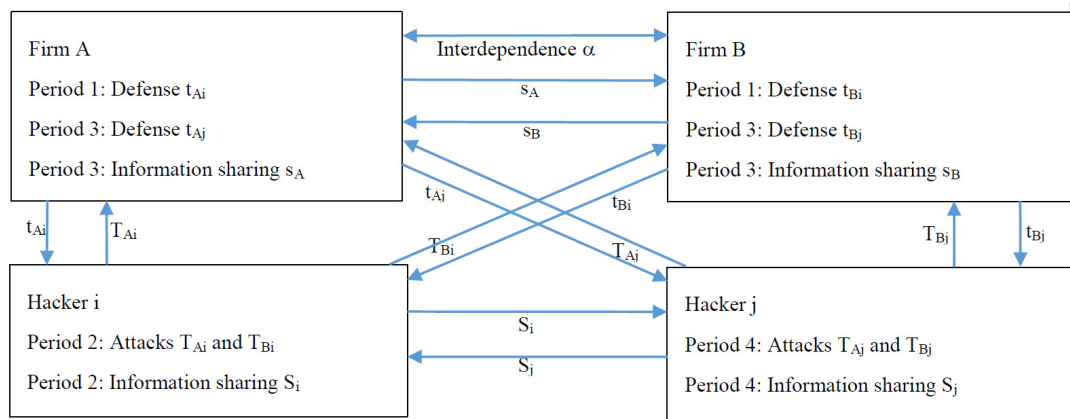 Firm A
Period 1: Defense tAi
Period 3: Defense tAj
Period 3: Information sharing sA
Interdependence α
sA
sB
Firm B
Period 1: Defense tBi
Period 3: Defense tBj
Period 3: Information sharing sB
tAi
TAi
tAj
tBi
TBi
TAj
TBj
tBj
Hacker i
Period 2: Attacks TAi and TBi
Period 2: Information sharing Si
Si
Sj
Hacker j
Period 4: Attacks TAj and TBj
Period 4: Information sharing Sj